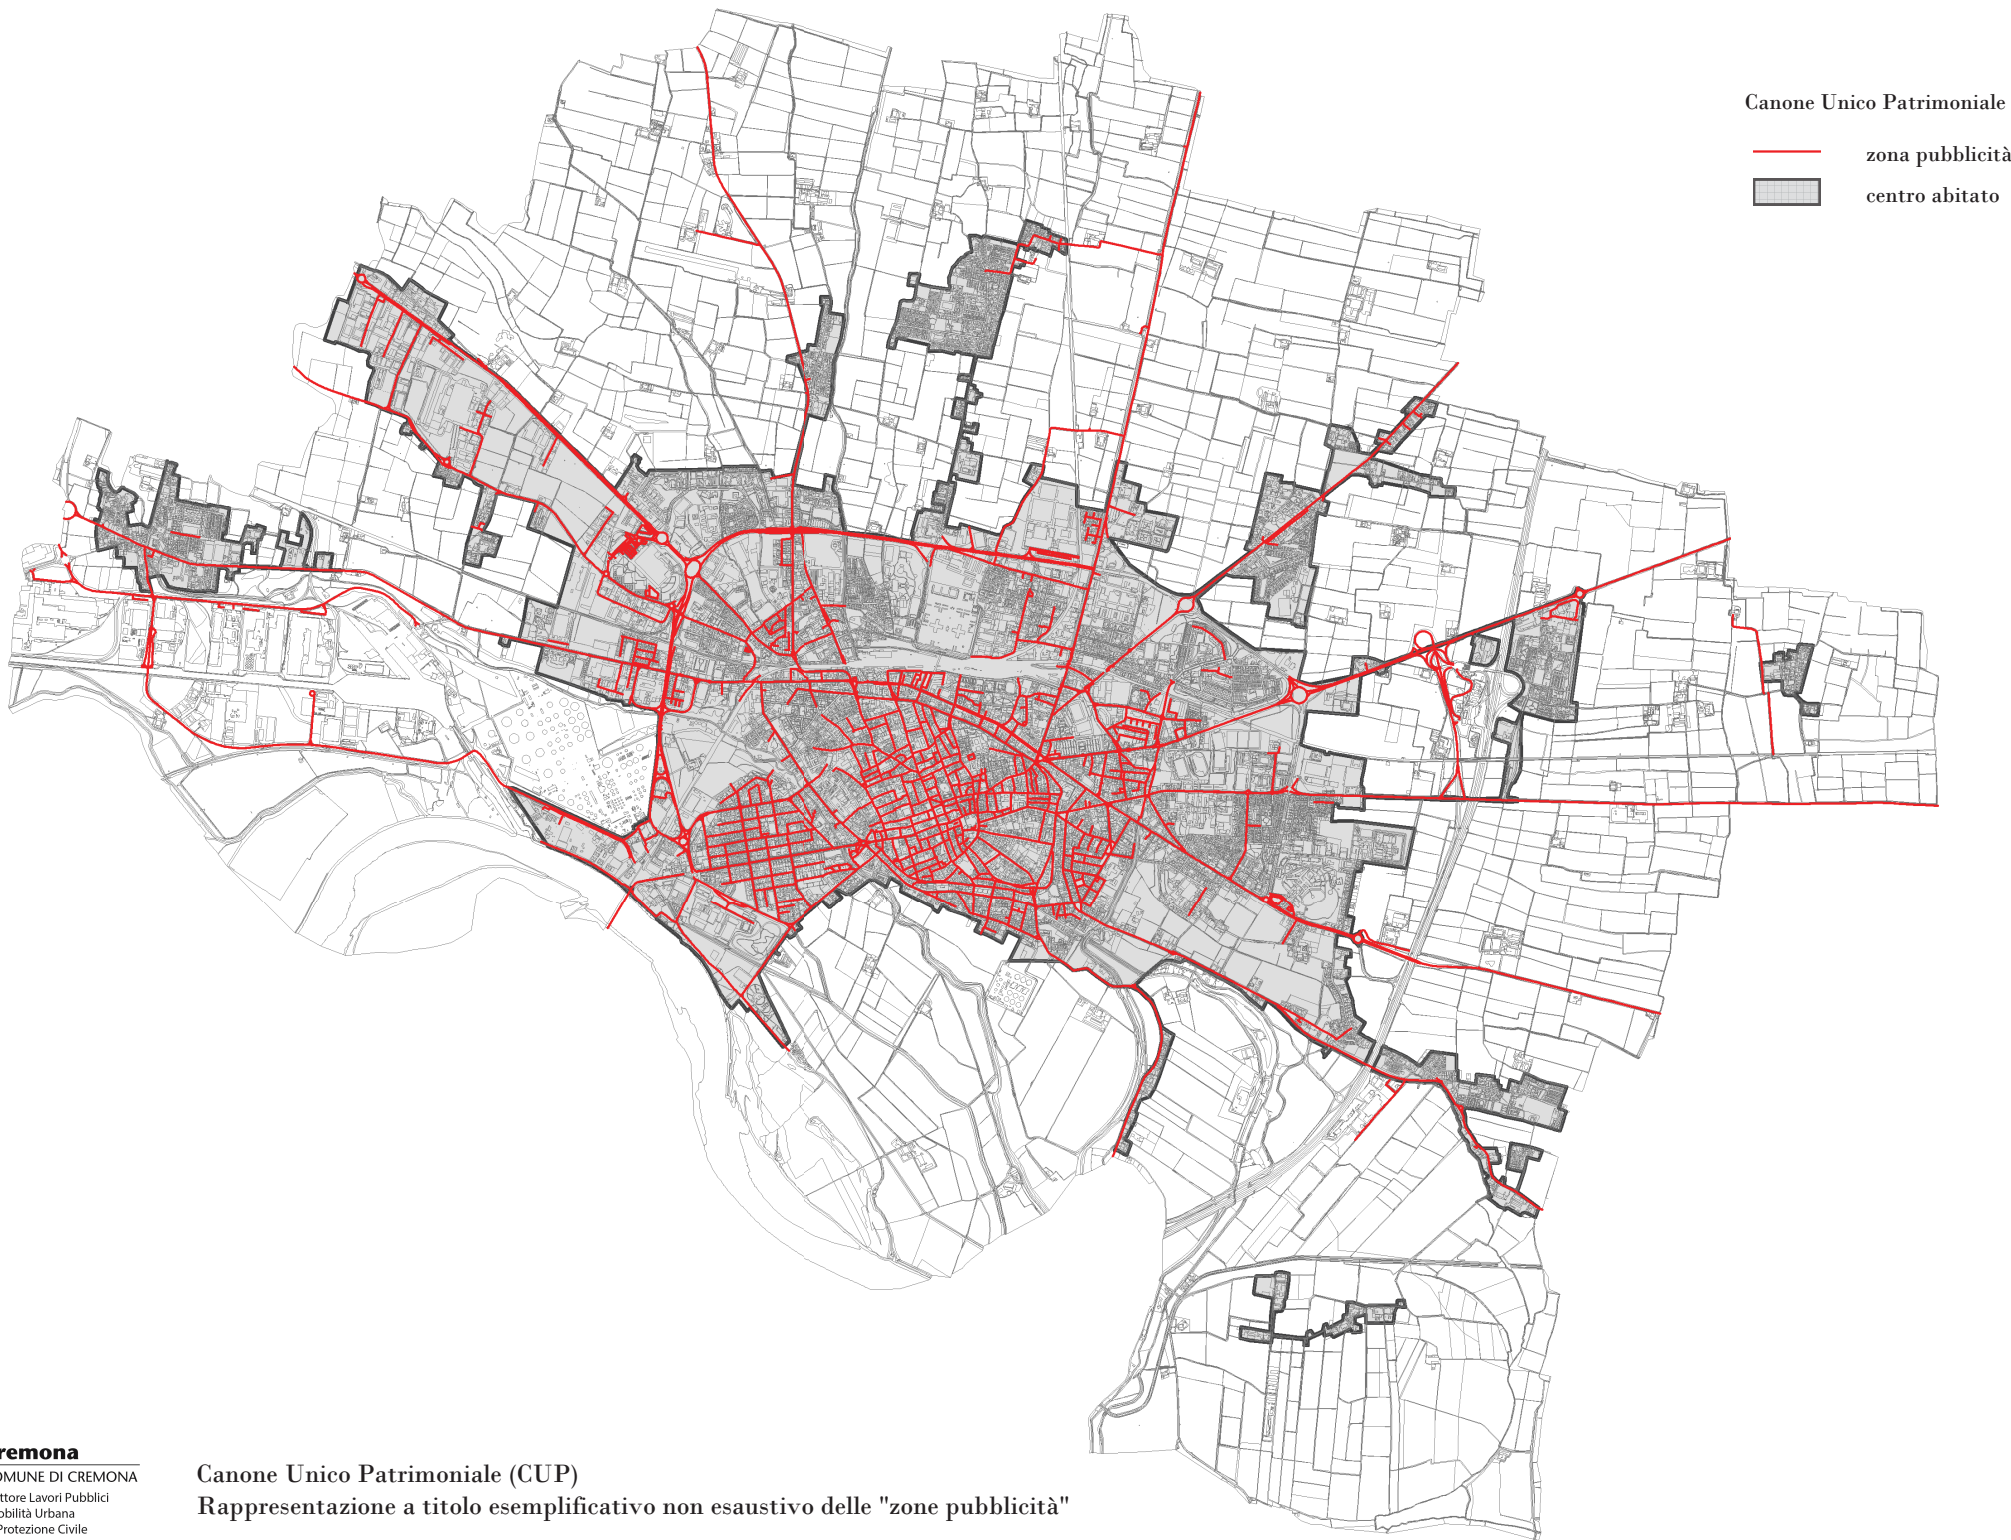 Canone Unico Patrimoniale
zona pubblicità
centro abitato
remona
OMUNE DI CREMONA
ttore Lavori Pubblici
obilità Urbana
Protezione Civile
Canone Unico Patrimoniale (CUP)
Rappresentazione a titolo esemplificativo non esaustivo delle "zone pubblicità"